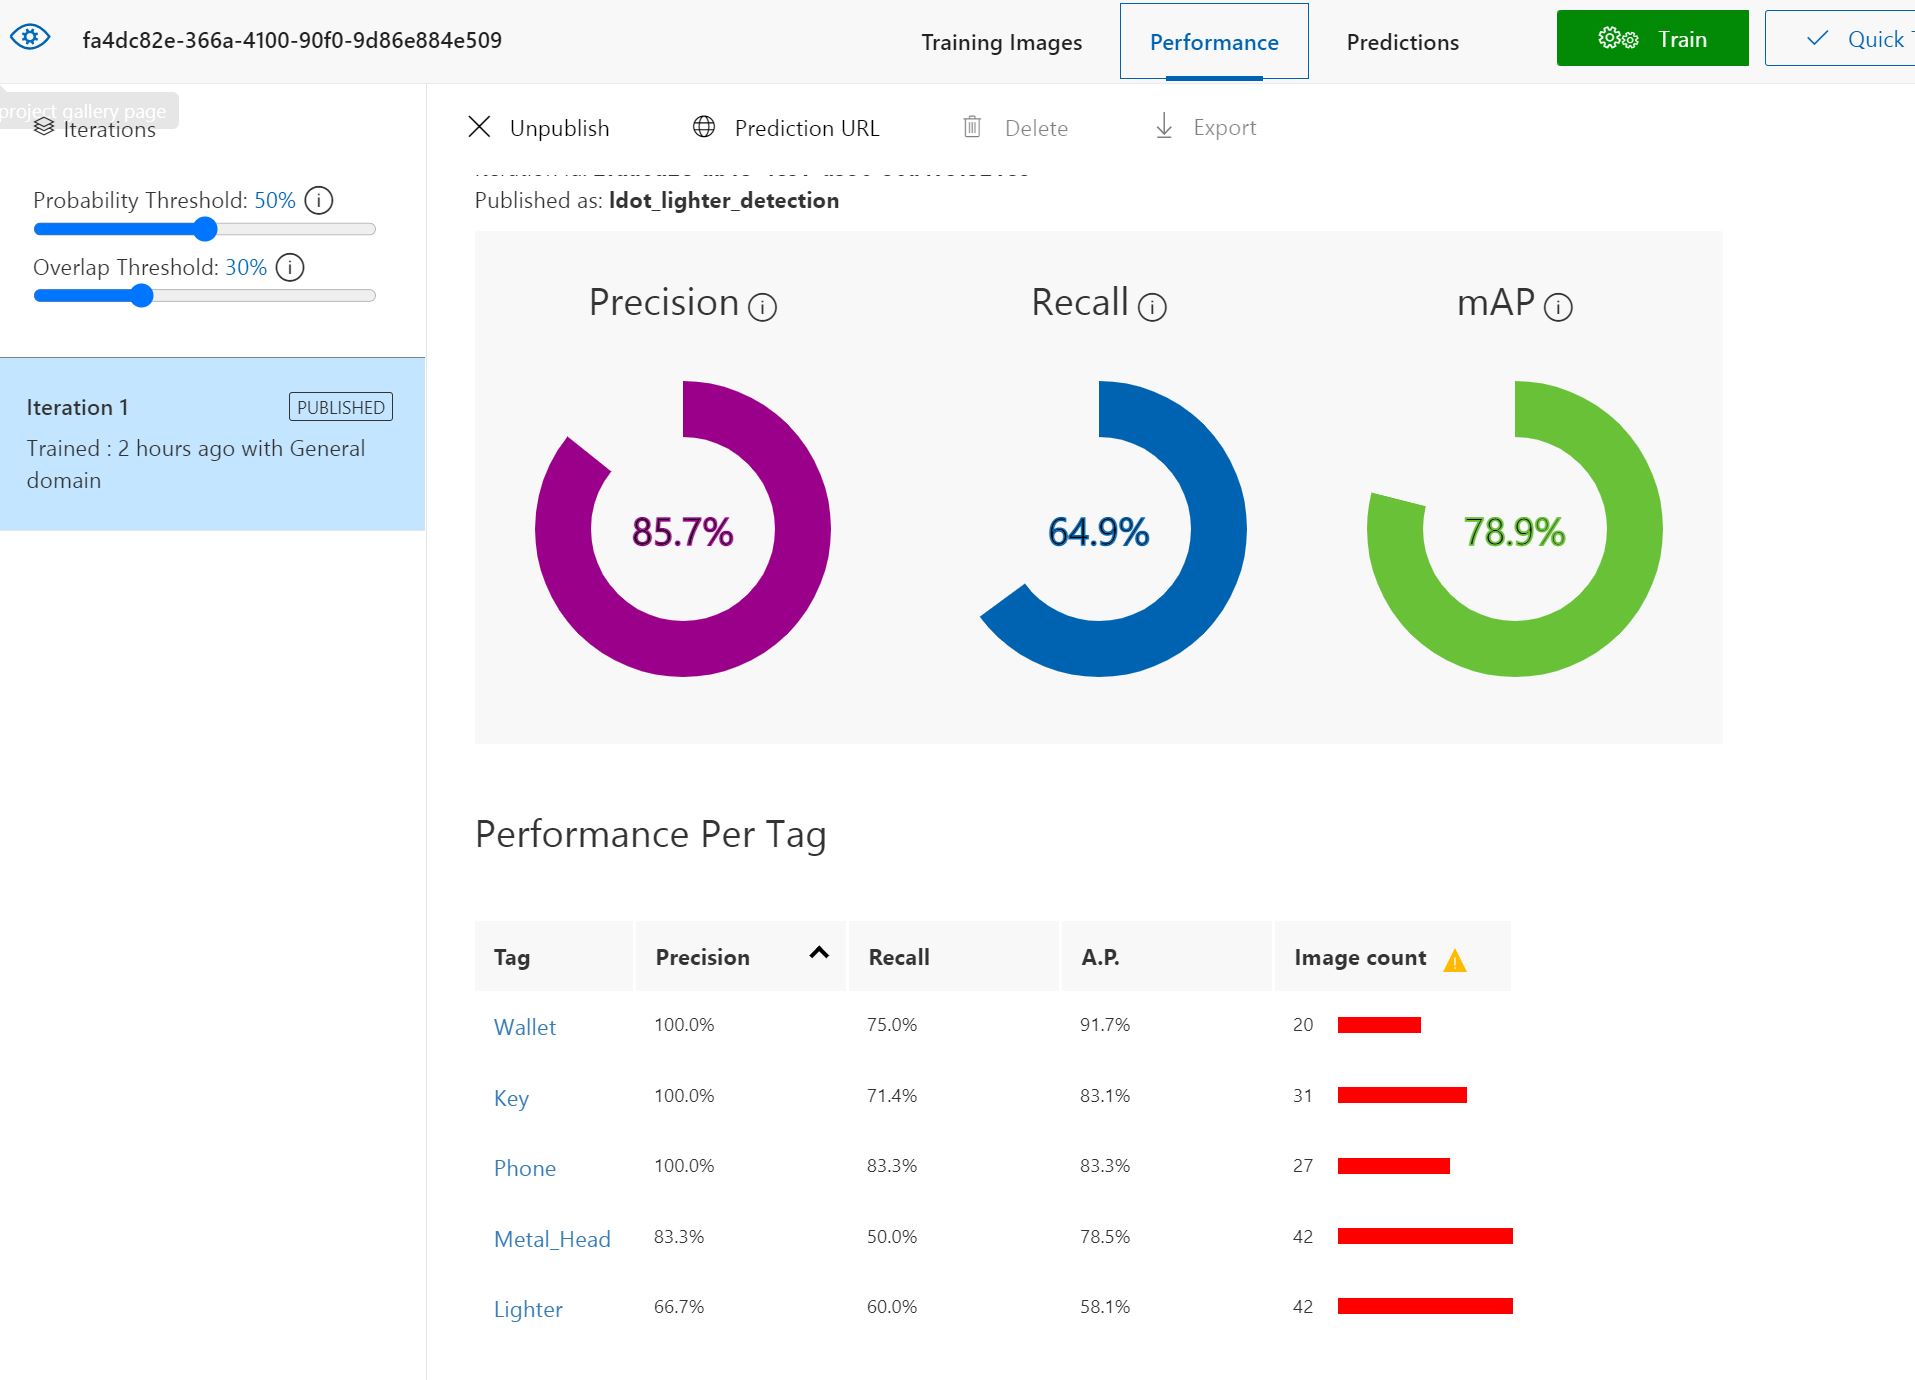 fa4dc82e-366a-4100-90f0-9d86e884e509
Training Images
Performance
Predictions
Train
Quick
project gallery page
Iterations
Unpublish
Prediction URL
Delete
Export
Probability Threshold: 50%
Overlap Threshold: 30%
Iteration 1
PUBLISHED
Trained : 2 hours ago with General
domain
Published as: ldot_lighter_detection
Precision
Recall
mAP
85.7%
64.9%
78.9%
Performance Per Tag
Tag Precision Recall A.P. Image count
Wallet 100.0% 75.0% 91.7% 20
Key 100.0% 71.4% 83.1% 31
Phone 100.0% 83.3% 83.3% 27
Metal_Head 83.3% 50.0% 78.5% 42
Lighter 66.7% 60.0% 58.1% 42